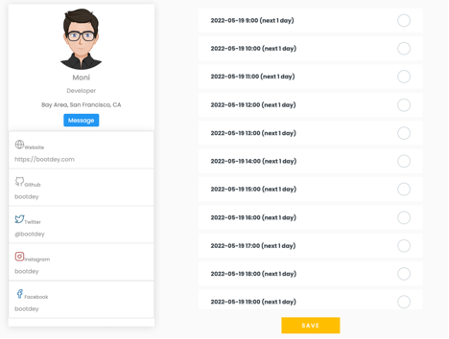 Moni
Developer
Bay Area, San Francisco, CA
Message
Website
https://bootdey.com
Github
bootdey
Twitter
@bootdey
Instagram
bootdey
Facebook
bootdey
2022-05-19 9:00 (next 1 day)
2022-05-19 10:00 (next 1 day)
2022-05-19 11:00 (next 1 day)
2022-05-19 12:00 (next 1 day)
2022-05-19 13:00 (next 1 day)
2022-05-19 14:00 (next 1 day)
2022-05-19 15:00 (next 1 day)
2022-05-19 16:00 (next 1 day)
2022-05-19 17:00 (next 1 day)
2022-05-19 18:00 (next 1 day)
2022-05-19 19:00 (next 1 day)
SAVE